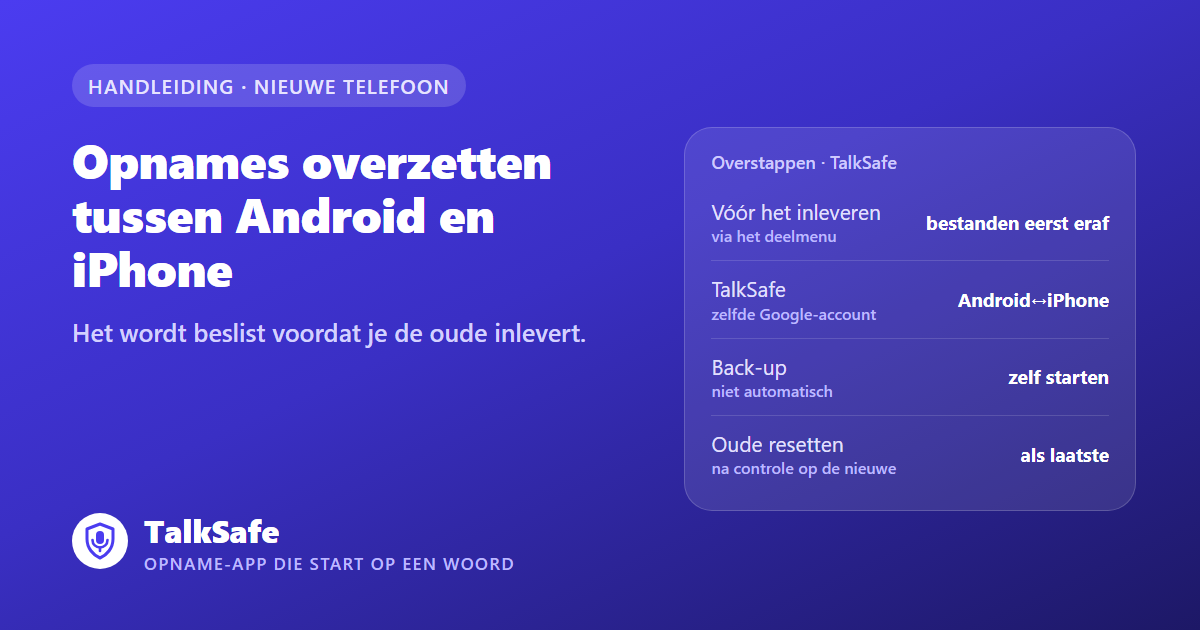 HANDLEIDING · NIEUWE TELEFOON
Opnames overzetten
tussen Android en
iPhone
Het wordt beslist voordat je de oude inlevert.
Overstappen · TalkSafe
Vóór het inleveren
via het deelmenu
bestanden eerst eraf
TalkSafe
zelfde Google-account
Android↔iPhone
Back-up
niet automatisch
zelf starten
Oude resetten
na controle op de nieuwe
als laatste
TalkSafe
OPNAME-APP DIE START OP EEN WOORD